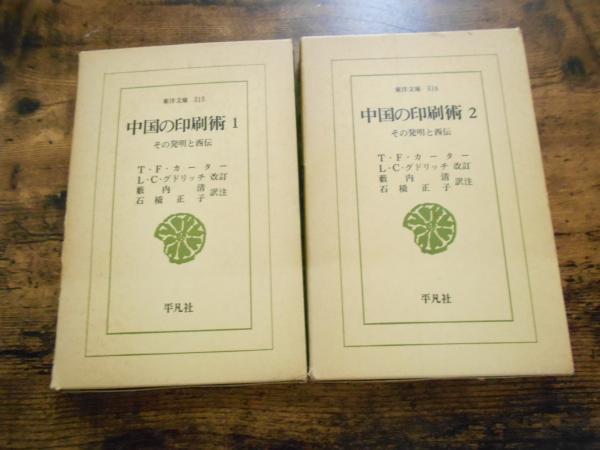 東洋文庫 315
中国の印刷術 1
その発明と西伝
T・F・カーター
L・C・グドリッチ 改訂
藪内清
石橋正子 訳注
平凡社
東洋文庫 316
中国の印刷術 2
その発明と西伝
T・F・カーター
L・C・グドリッチ 改訂
藪内清
石橋正子 訳注
平凡社